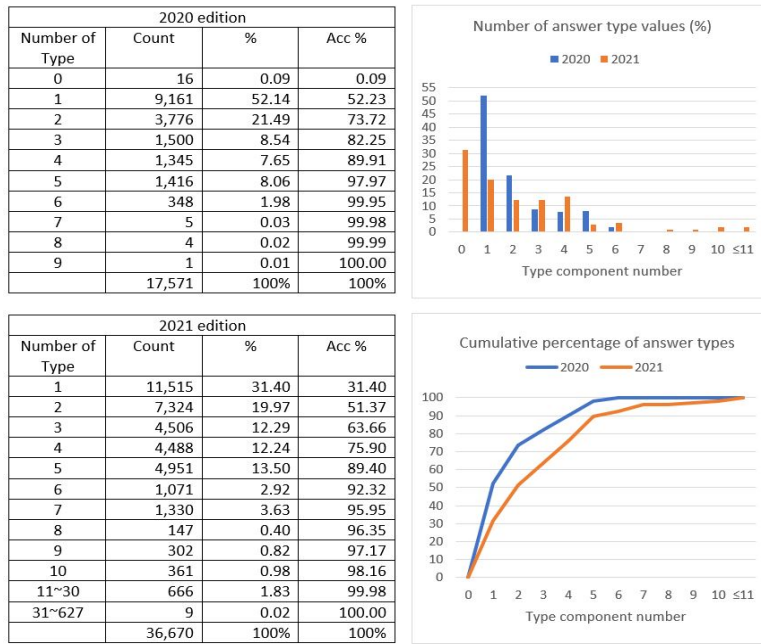 2020 edition
Number of Type Count % Acc %
0 16 0.09 0.09
1 9,161 52.14 52.23
2 3,776 21.49 73.72
3 1,500 8.54 82.25
4 1,345 7.65 89.91
5 1,416 8.06 97.97
6 348 1.98 99.95
7 5 0.03 99.98
8 4 0.02 99.99
9 1 0.01 100.00
17,571 100% 100%
Number of answer type values (%)
2020 2021
55
50
45
40
35
30
25
20
15
10
5
0
0 1 2 3 4 5 6 7 8 9 10 ≤11
Type component number
2021 edition
Number of Type Count % Acc %
1 11,515 31.40 31.40
2 7,324 19.97 51.37
3 4,506 12.29 63.66
4 4,488 12.24 75.90
5 4,951 13.50 89.40
6 1,071 2.92 92.32
7 1,330 3.63 95.95
8 147 0.40 96.35
9 302 0.82 97.17
10 361 0.98 98.16
11~30 666 1.83 99.98
31~627 9 0.02 100.00
36,670 100% 100%
Cumulative percentage of answer types
2020 2021
100
90
80
70
60
50
40
30
20
10
0
0 1 2 3 4 5 6 7 8 9 10 ≤11
Type component number